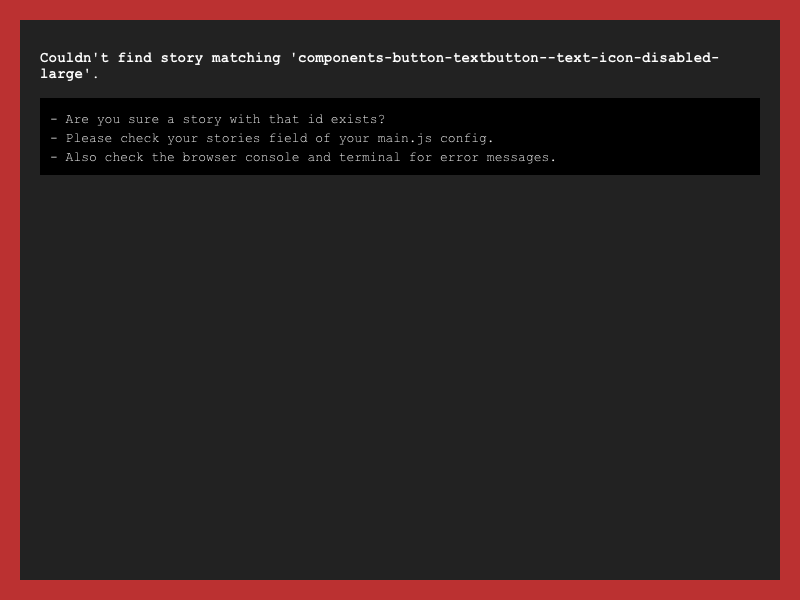 Couldn't find story matching 'components-button-textbutton--text-icon-disabled-
large'.
- Are you sure a story with that id exists?
- Please check your stories field of your main.js config.
- Also check the browser console and terminal for error messages.